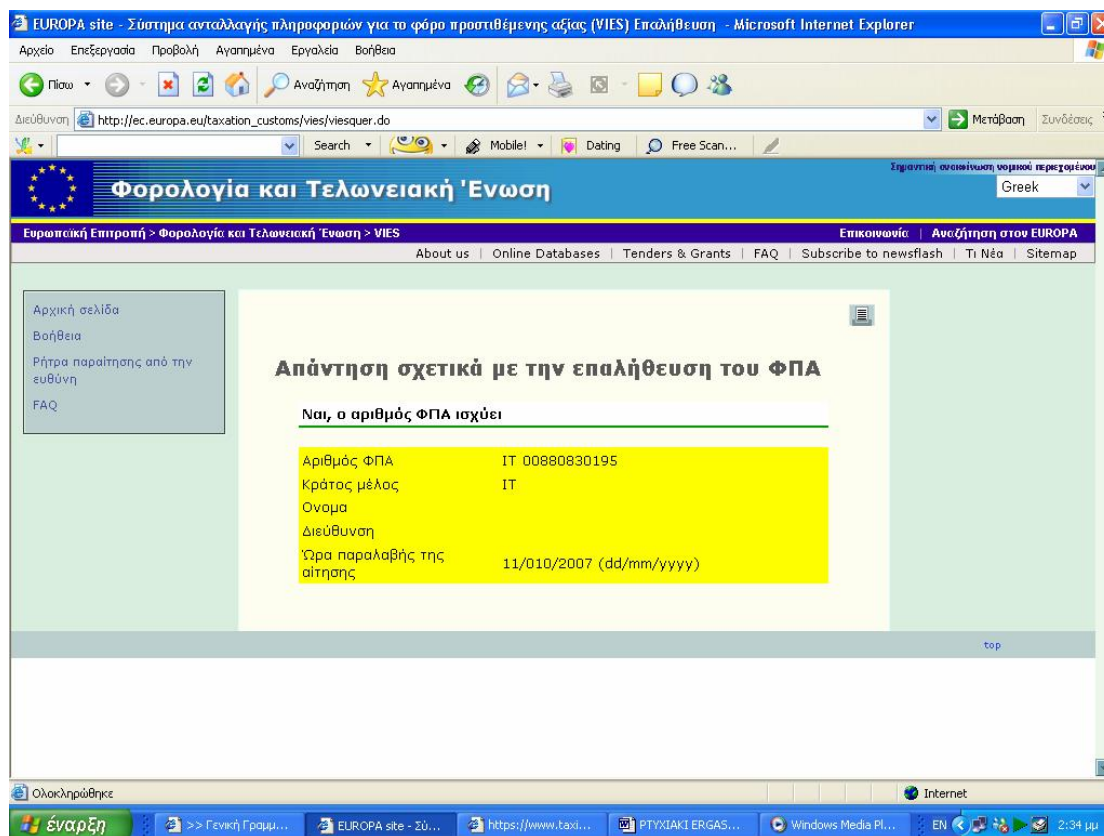 EUROPA site - Σύστημα ανταλλαγής πληροφοριών για το φόρο προστιθέμενης αξίας (VIES) Επαλήθευση - Microsoft Internet Explorer
Αρχείο Επεξεργασία Προβολή Αγαπημένα Εργαλεία Βοήθεια
Πίσω Αναζήτηση Αγαπημένα
Διεύθυνση http://ec.europa.eu/taxation_customs/vies/viesquer.do Μετάβαση Συνδέσεις
Search Mobile! Dating Free Scan...
Σημαντική ανακοίνωση νομικού περιεχομένου
Φορολογία και Τελωνειακή 'Ενωση
Greek
Ευρωπαϊκή Επιτροπή > Φορολογία και Τελωνειακή Ένωση > VIES Επικοινωνία | Αναζήτηση στον EUROPA
About us | Online Databases | Tenders & Grants | FAQ | Subscribe to newsflash | Τι Νέα | Sitemap
Αρχική σελίδα
Βοήθεια
Ρήτρα παραίτησης από την
ευθύνη
FAQ
Απάντηση σχετικά με την επαλήθευση του ΦΠΑ
Ναι, ο αριθμός ΦΠΑ ισχύει
Αριθμός ΦΠΑ IT 00880830195
Κράτος μέλος IT
Ονομα
Διεύθυνση
Ώρα παραλαβής της
αίτησης 11/010/2007 (dd/mm/yyyy)
top
Ολοκληρώθηκε Internet
έναρξη >> Γενική Γραμμ... EUROPA site - Σύ... https://www.taxi... PTYXIAKI ERGAS... Windows Media Pl... EN 2:34 μμ